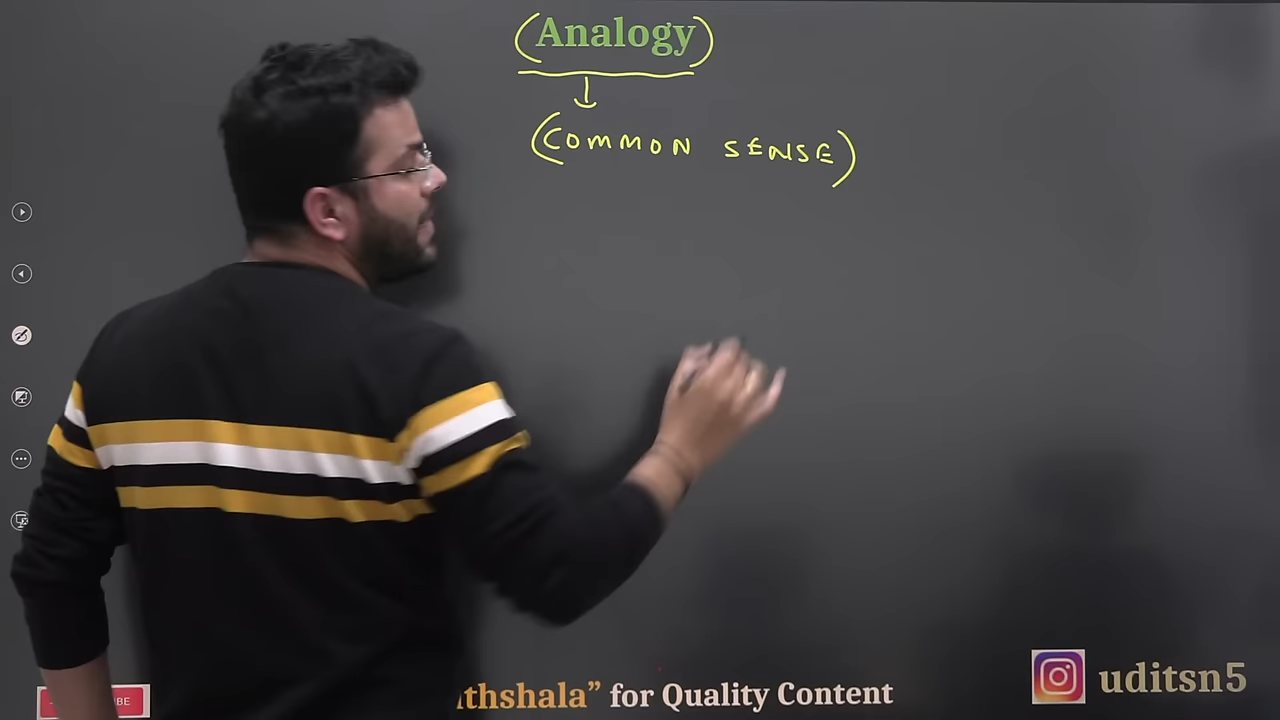 (Analogy)
(COMMON SENSE)
thshala” for Quality Content
uditsn5